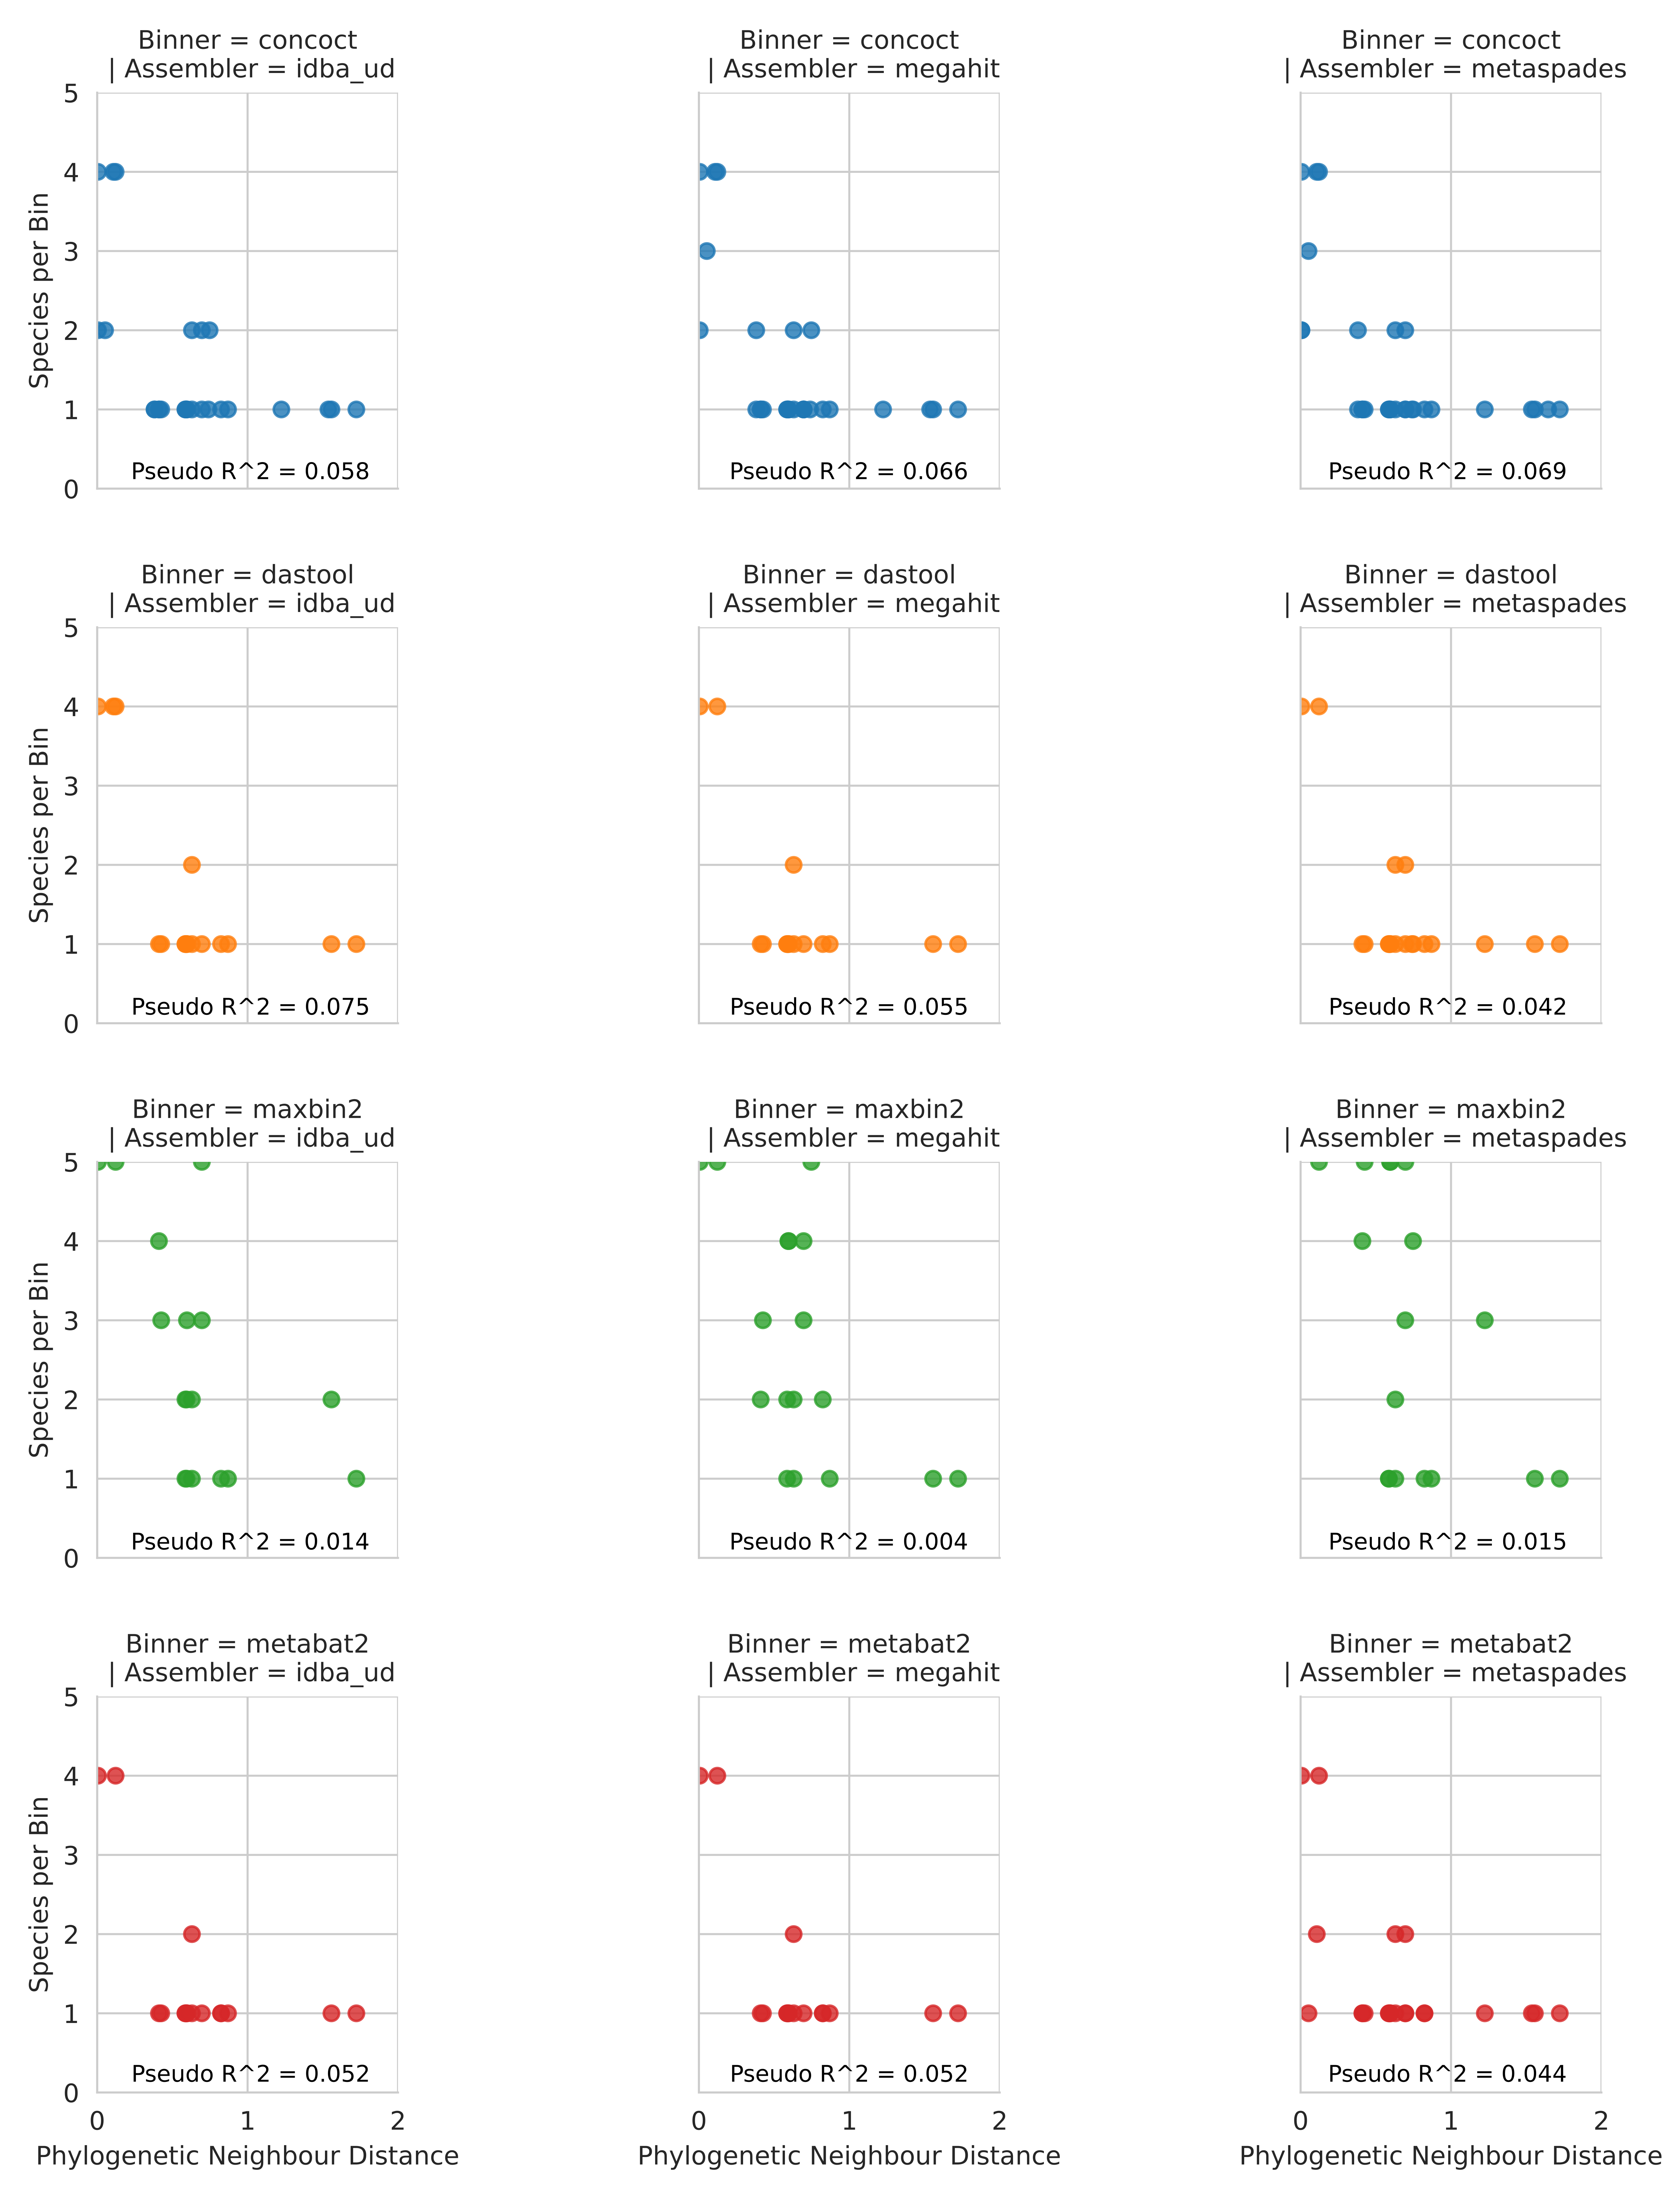 Binner = concoct
| Assembler = idba_ud
Binner = concoct
| Assembler = megahit
Binner = concoct
| Assembler = metaspades
5
4
3
2
1
0
Species per Bin
Pseudo R^2 = 0.058
Pseudo R^2 = 0.066
Pseudo R^2 = 0.069
Binner = dastool
| Assembler = idba_ud
Binner = dastool
| Assembler = megahit
Binner = dastool
| Assembler = metaspades
5
4
3
2
1
0
Species per Bin
Pseudo R^2 = 0.075
Pseudo R^2 = 0.055
Pseudo R^2 = 0.042
Binner = maxbin2
| Assembler = idba_ud
Binner = maxbin2
| Assembler = megahit
Binner = maxbin2
| Assembler = metaspades
5
4
3
2
1
0
Species per Bin
Pseudo R^2 = 0.014
Pseudo R^2 = 0.004
Pseudo R^2 = 0.015
Binner = metabat2
| Assembler = idba_ud
Binner = metabat2
| Assembler = megahit
Binner = metabat2
| Assembler = metaspades
5
4
3
2
1
0
Species per Bin
Pseudo R^2 = 0.052
Pseudo R^2 = 0.052
Pseudo R^2 = 0.044
0 1 2
0 1 2
0 1 2
Phylogenetic Neighbour Distance
Phylogenetic Neighbour Distance
Phylogenetic Neighbour Distance